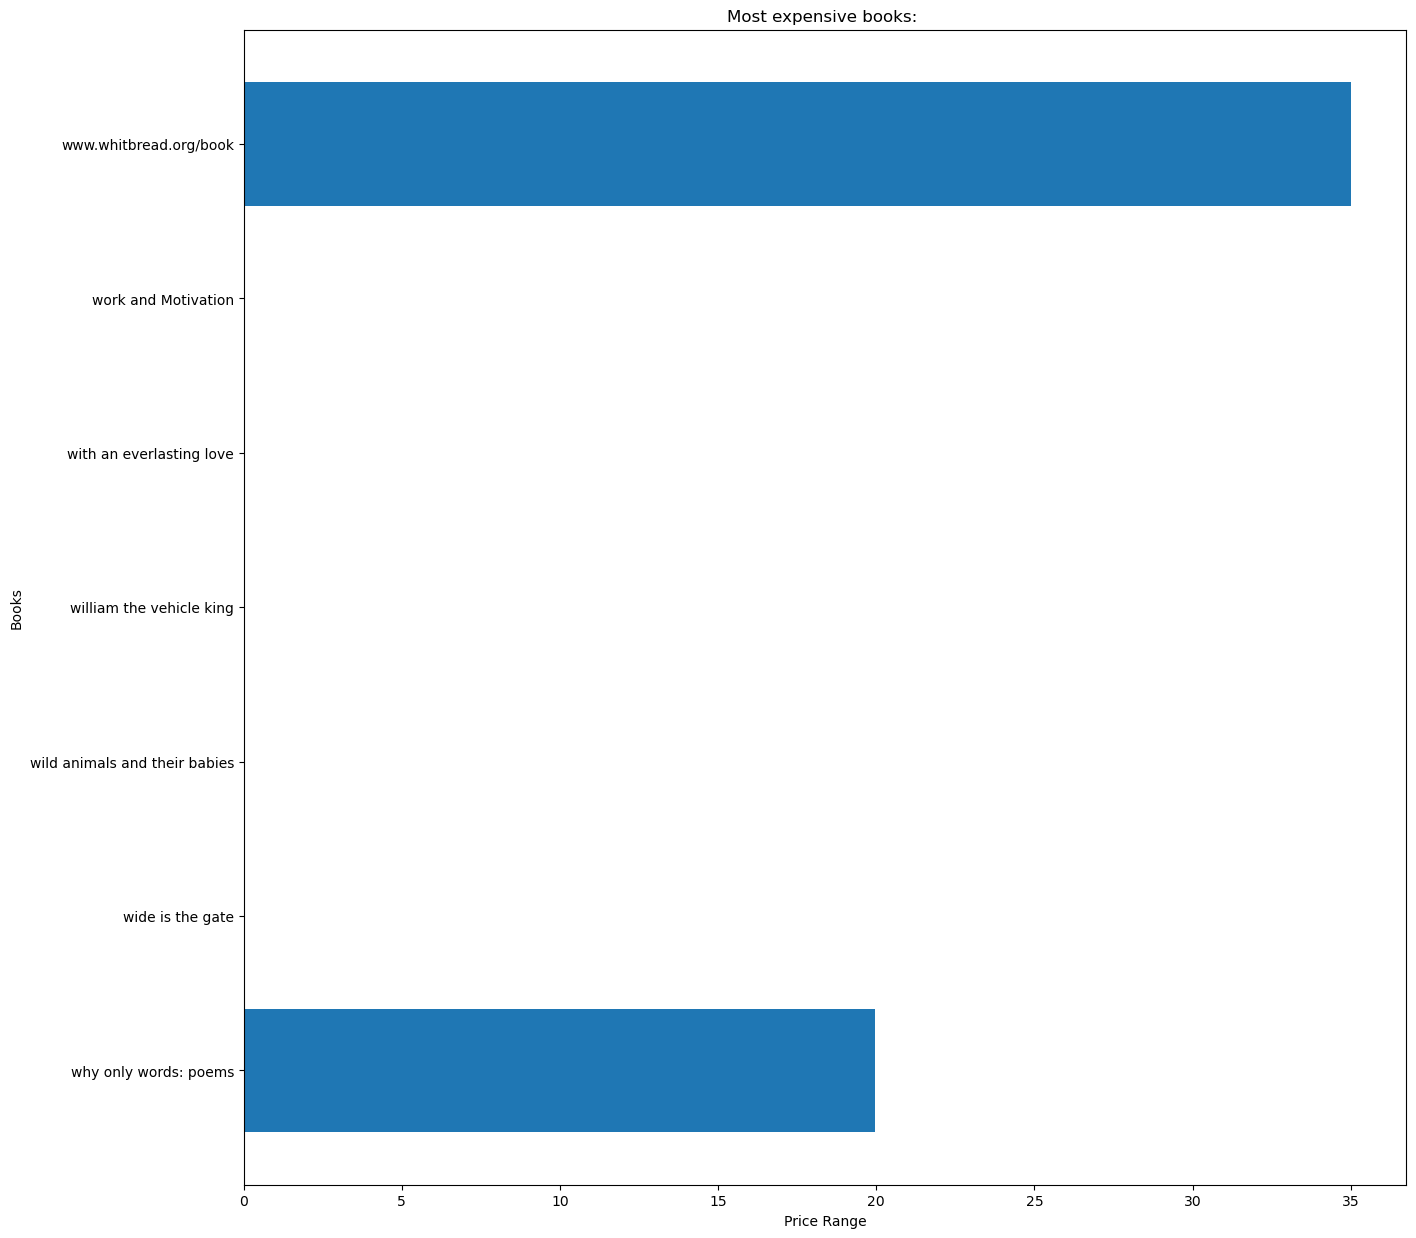 Most expensive books:
www.whitbread.org/book
work and Motivation
with an everlasting love
william the vehicle king
wild animals and their babies
wide is the gate
why only words: poems
Books
0 5 10 15 20 25 30 35
Price Range